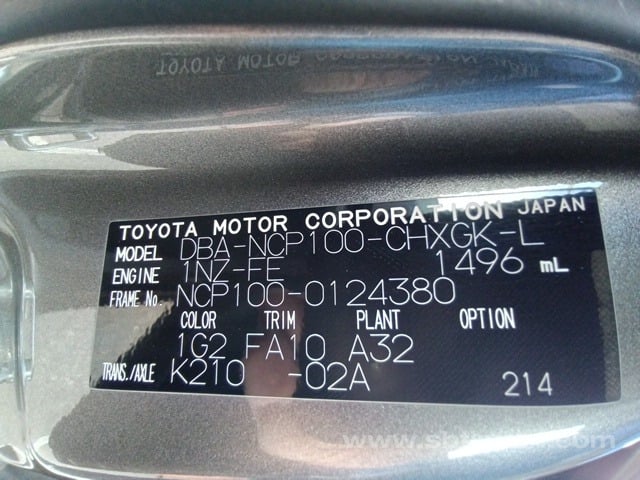 TOYOTA MOTOR CORPORATION JAPAN
MODEL DBA-NCP100-CHXGK-L
ENGINE 1NZ-FE 1496 mL
FRAME No. NCP100-0124380
COLOR TRIM PLANT OPTION
1G2 FA10 A32
TRANS./AXLE K210 -02A
214